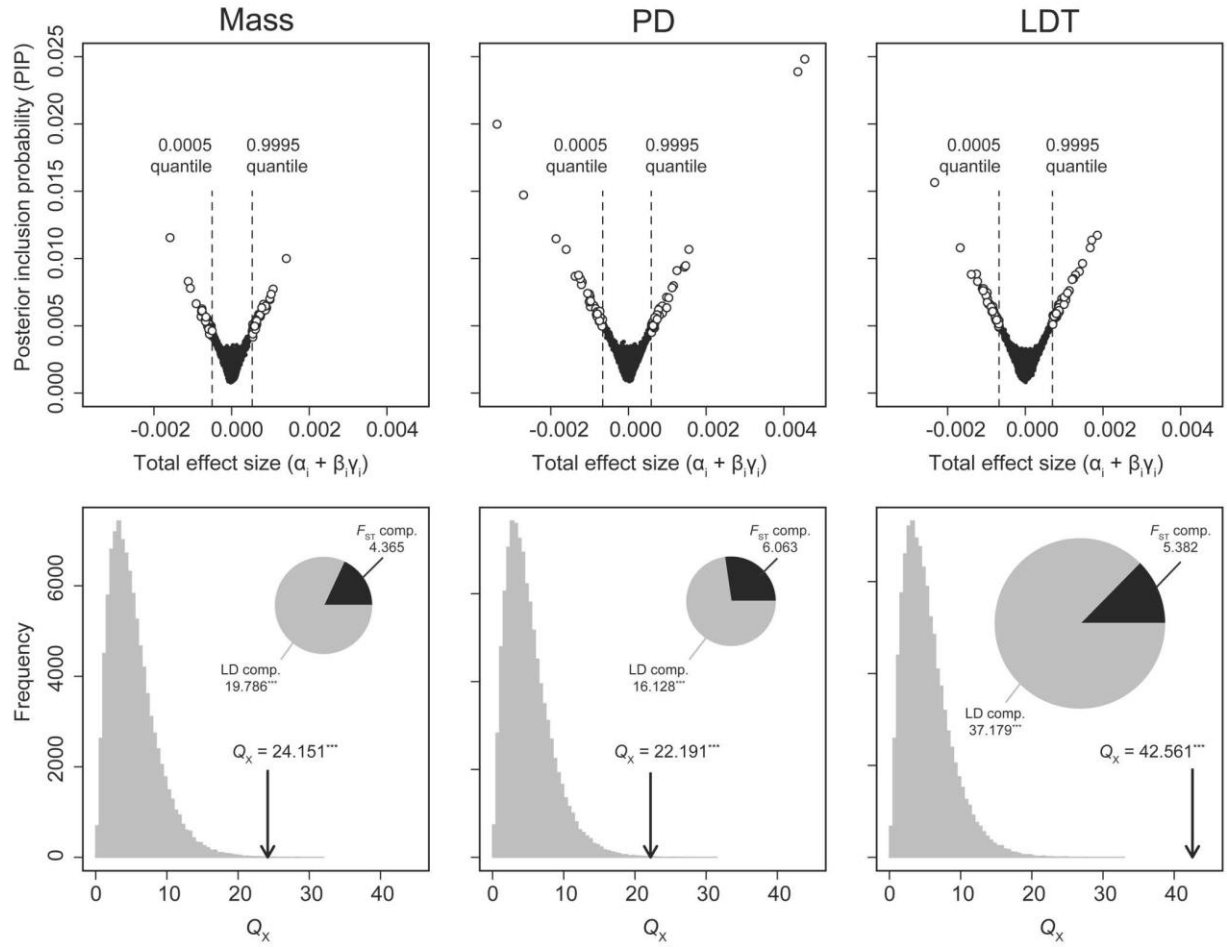 Mass
PD
LDT
Posterior inclusion probability (PIP)
0.000 0.005 0.010 0.015 0.020 0.025
0.0005
quantile
0.9995
quantile
0.0005
quantile
0.9995
quantile
0.0005
quantile
0.9995
quantile
-0.002 0.000 0.002 0.004
-0.002 0.000 0.002 0.004
-0.002 0.000 0.002 0.004
Total effect size (αi + βiγi)
Total effect size (αi + βiγi)
Total effect size (αi + βiγi)
Frequency
0 2000 4000 6000
FST comp.
4.365
LD comp.
19.786***
QX = 24.151***
FST comp.
6.063
LD comp.
16.128***
QX = 22.191***
FST comp.
5.382
LD comp.
37.179***
QX = 42.561***
0 10 20 30 40
0 10 20 30 40
0 10 20 30 40
QX
QX
QX